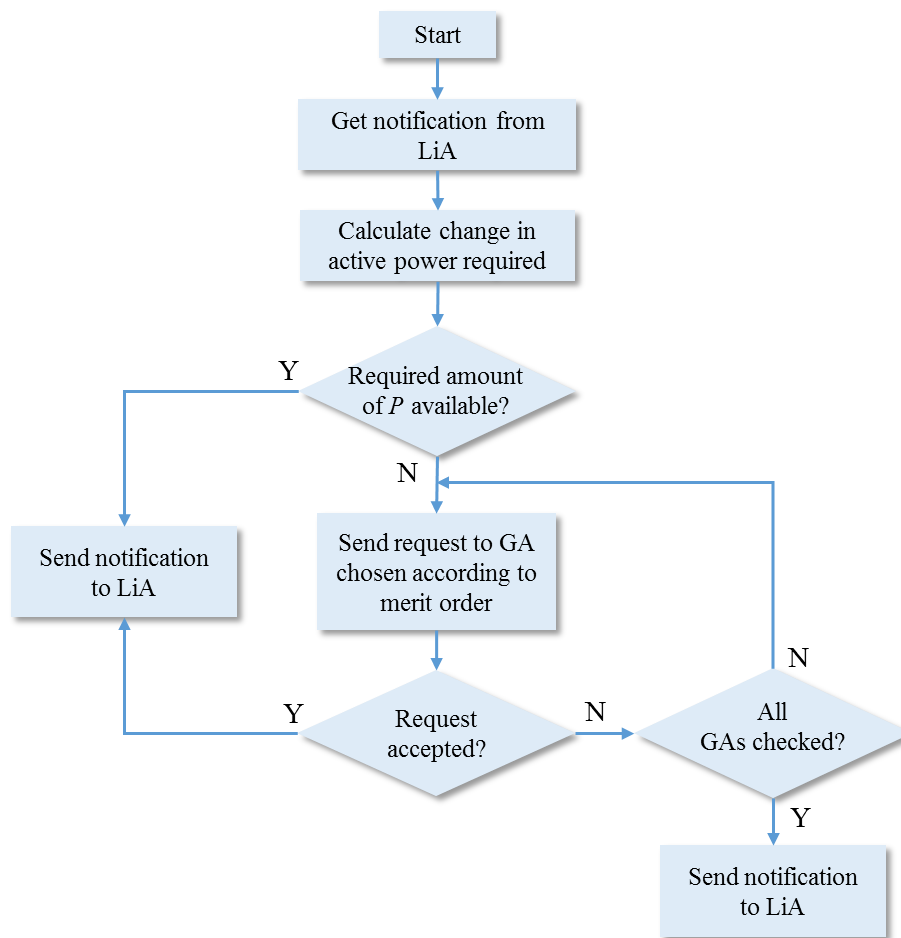 Start
Get notification from
LiA
Calculate change in
active power required
Y
Required amount
of P available?
N
Send notification
to LiA
Send request to GA
chosen according to
merit order
Y
Request
accepted?
N
All
GAs checked?
N
Y
Send notification
to LiA